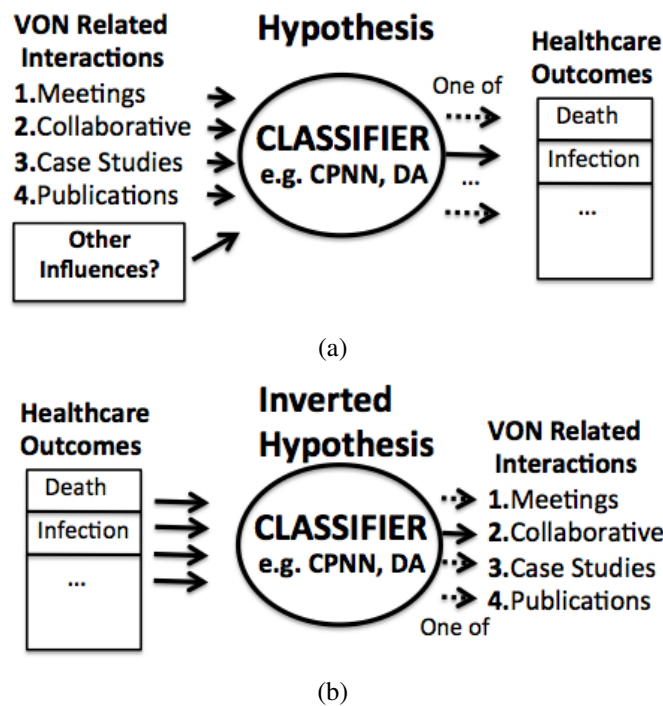 VON Related
Interactions
1.Meetings
2.Collaborative
3.Case Studies
4.Publications
Other
Influences?
Hypothesis
CLASSIFIER
e.g. CPNN, DA
One of
...
Healthcare
Outcomes
Death
Infection
...
(a)
Healthcare
Outcomes
Death
Infection
...
Inverted
Hypothesis
CLASSIFIER
e.g. CPNN, DA
VON Related
Interactions
1.Meetings
2.Collaborative
3.Case Studies
4.Publications
One of
(b)